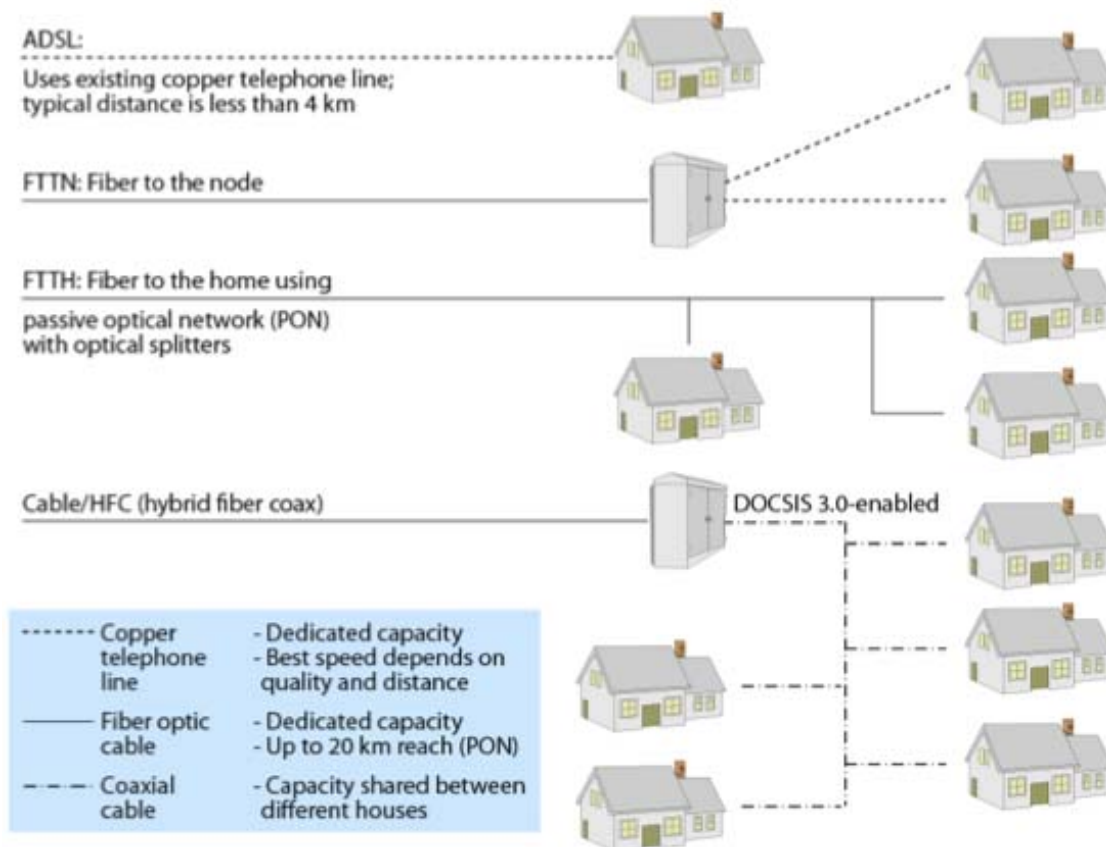 ADSL:
Uses existing copper telephone line;
typical distance is less than 4 km
FTTN: Fiber to the node
FTTH: Fiber to the home using
passive optical network (PON)
with optical splitters
Cable/HFC (hybrid fiber coax)
DOCSIS 3.0-enabled
Copper
telephone
line
- Dedicated capacity
- Best speed depends on
quality and distance
Fiber optic
cable
- Dedicated capacity
- Up to 20 km reach (PON)
Coaxial
cable
- Capacity shared between
different houses